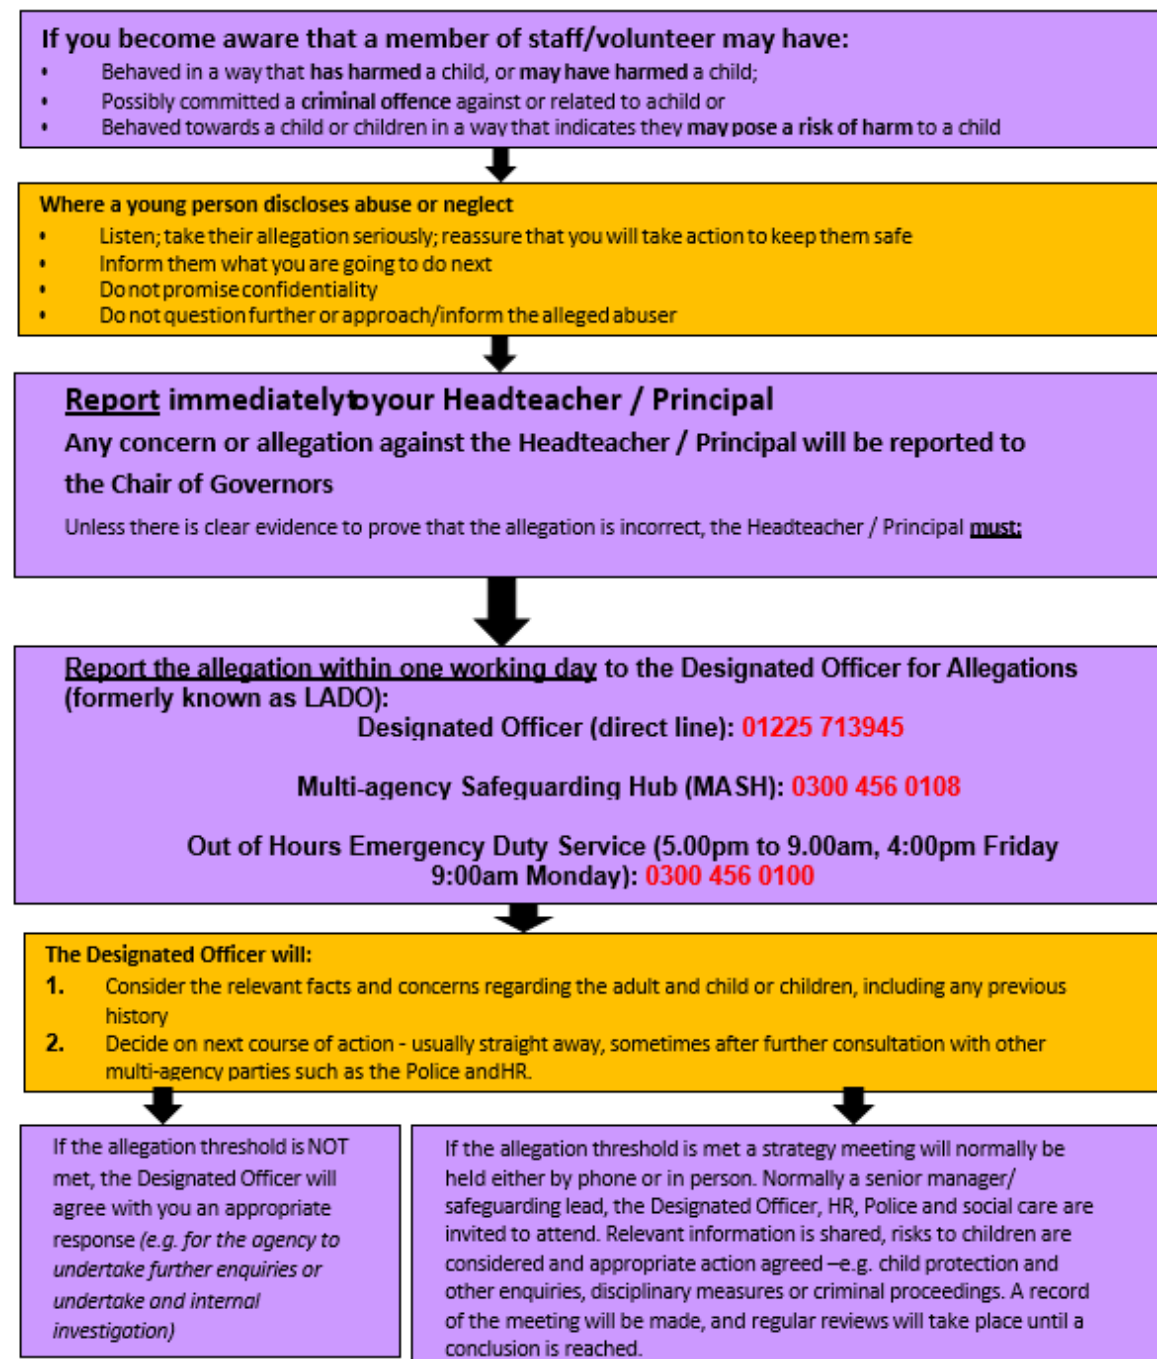 If you become aware that a member of staff/volunteer may have:
• Behaved in a way that has harmed a child, or may have harmed a child;
• Possibly committed a criminal offence against or related to achild or
• Behaved towards a child or children in a way that indicates they may pose a risk of harm to a child
Where a young person discloses abuse or neglect
• Listen; take their allegation seriously; reassure that you will take action to keep them safe
• Inform them what you are going to do next
• Do not promise confidentiality
• Do not question further or approach/inform the alleged abuser
Report immediately to your Headteacher / Principal
Any concern or allegation against the Headteacher / Principal will be reported to
the Chair of Governors
Unless there is clear evidence to prove that the allegation is incorrect, the Headteacher / Principal must:
Report the allegation within one working day to the Designated Officer for Allegations
(formerly known as LADO):
Designated Officer (direct line): 01225 713945
Multi-agency Safeguarding Hub (MASH): 0300 456 0108
Out of Hours Emergency Duty Service (5.00pm to 9.00am, 4:00pm Friday
9:00am Monday): 0300 456 0100
The Designated Officer will:
1. Consider the relevant facts and concerns regarding the adult and child or children, including any previous
history
2. Decide on next course of action - usually straight away, sometimes after further consultation with other
multi-agency parties such as the Police andHR.
If the allegation threshold is NOT
met, the Designated Officer will
agree with you an appropriate
response (e.g. for the agency to
undertake further enquiries or
undertake and internal
investigation)
If the allegation threshold is met a strategy meeting will normally be
held either by phone or in person. Normally a senior manager/
safeguarding lead, the Designated Officer, HR, Police and social care are
invited to attend. Relevant information is shared, risks to children are
considered and appropriate action agreed –e.g. child protection and
other enquiries, disciplinary measures or criminal proceedings. A record
of the meeting will be made, and regular reviews will take place until a
conclusion is reached.